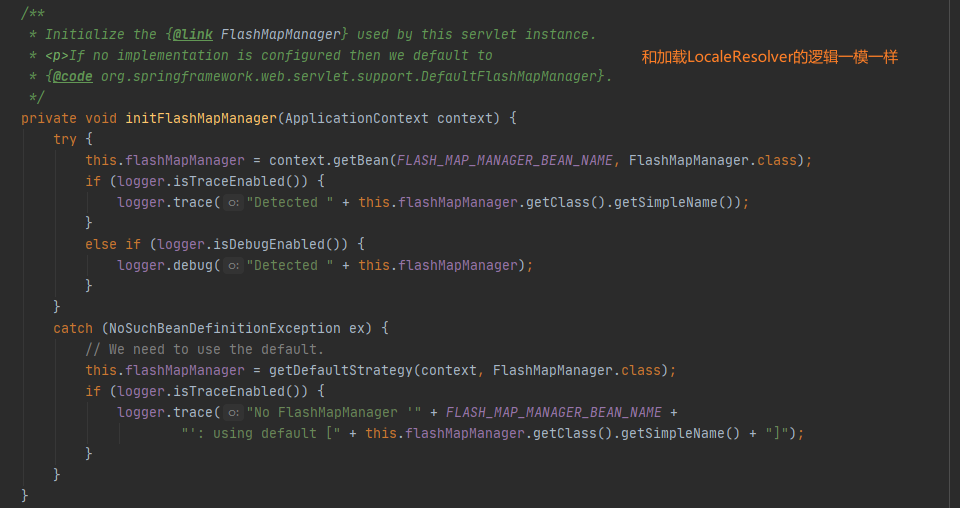 /**
 * Initialize the {@link FlashMapManager} used by this servlet instance.
 * <p>If no implementation is configured then we default to
和加载LocaleResolver的逻辑一模一样
 * {@code org.springframework.web.servlet.support.DefaultFlashMapManager}.
 */
private void initFlashMapManager(ApplicationContext context) {
    try {
        this.flashMapManager = context.getBean(FLASH_MAP_MANAGER_BEAN_NAME, FlashMapManager.class);
        if (logger.isTraceEnabled()) {
            logger.trace( o: "Detected " + this.flashMapManager.getClass().getSimpleName());
        }
        else if (logger.isDebugEnabled()) {
            logger.debug( o: "Detected " + this.flashMapManager);
        }
    }
    catch (NoSuchBeanDefinitionException ex) {
        // We need to use the default.
        this.flashMapManager = getDefaultStrategy(context, FlashMapManager.class);
        if (logger.isTraceEnabled()) {
            logger.trace( o: "No FlashMapManager '" + FLASH_MAP_MANAGER_BEAN_NAME +
                    "': using default [" + this.flashMapManager.getClass().getSimpleName() + "]");
        }
    }
}